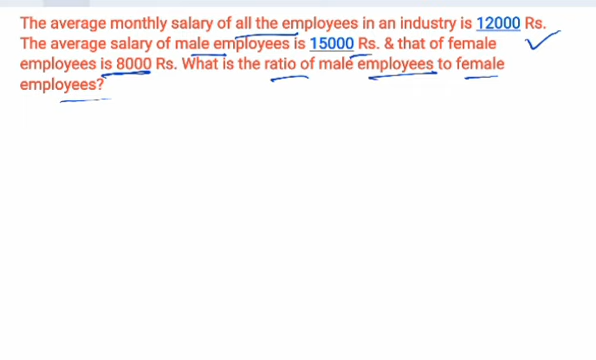 The average monthly salary of all the employees in an industry is 12000 Rs.
The average salary of male employees is 15000 Rs. & that of female
employees is 8000 Rs. What is the ratio of male employees to female
employees?